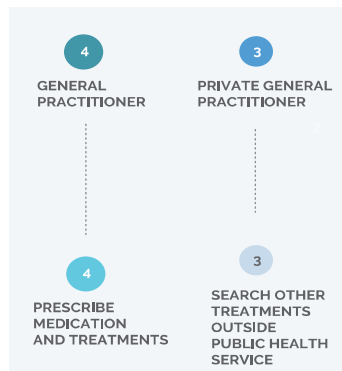 4
GENERAL
PRACTITIONER
3
PRIVATE GENERAL
PRACTITIONER
2
4
PRESCRIBE
MEDICATION
AND TREATMENTS
3
SEARCH OTHER
TREATMENTS
OUTSIDE
PUBLIC HEALTH
SERVICE